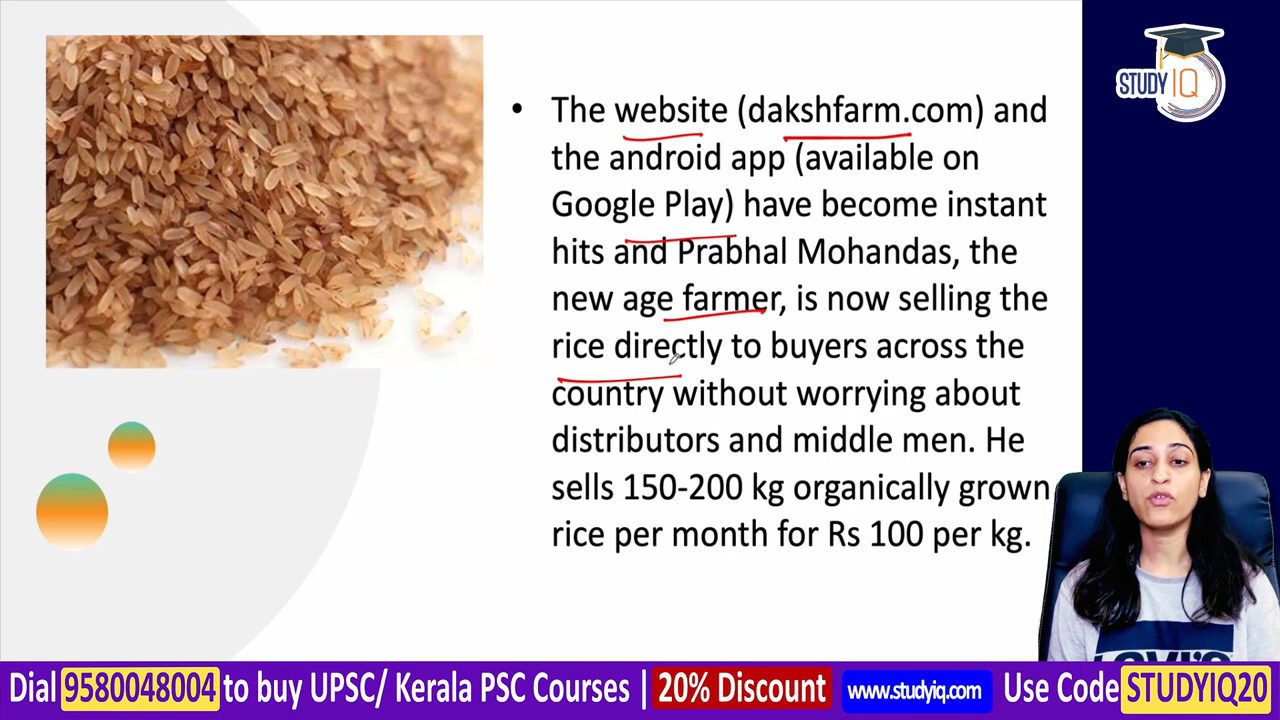 STUDY IQ
• The website (dakshfarm.com) and
the android app (available on
Google Play) have become instant
hits and Prabhal Mohandas, the
new age farmer, is now selling the
rice directly to buyers across the
country without worrying about
distributors and middle men. He
sells 150-200 kg organically grown
rice per month for Rs 100 per kg.
Dial 9580048004 to buy UPSC/ Kerala PSC Courses | 20% Discount www.studyiq.com Use Code STUDYIQ20